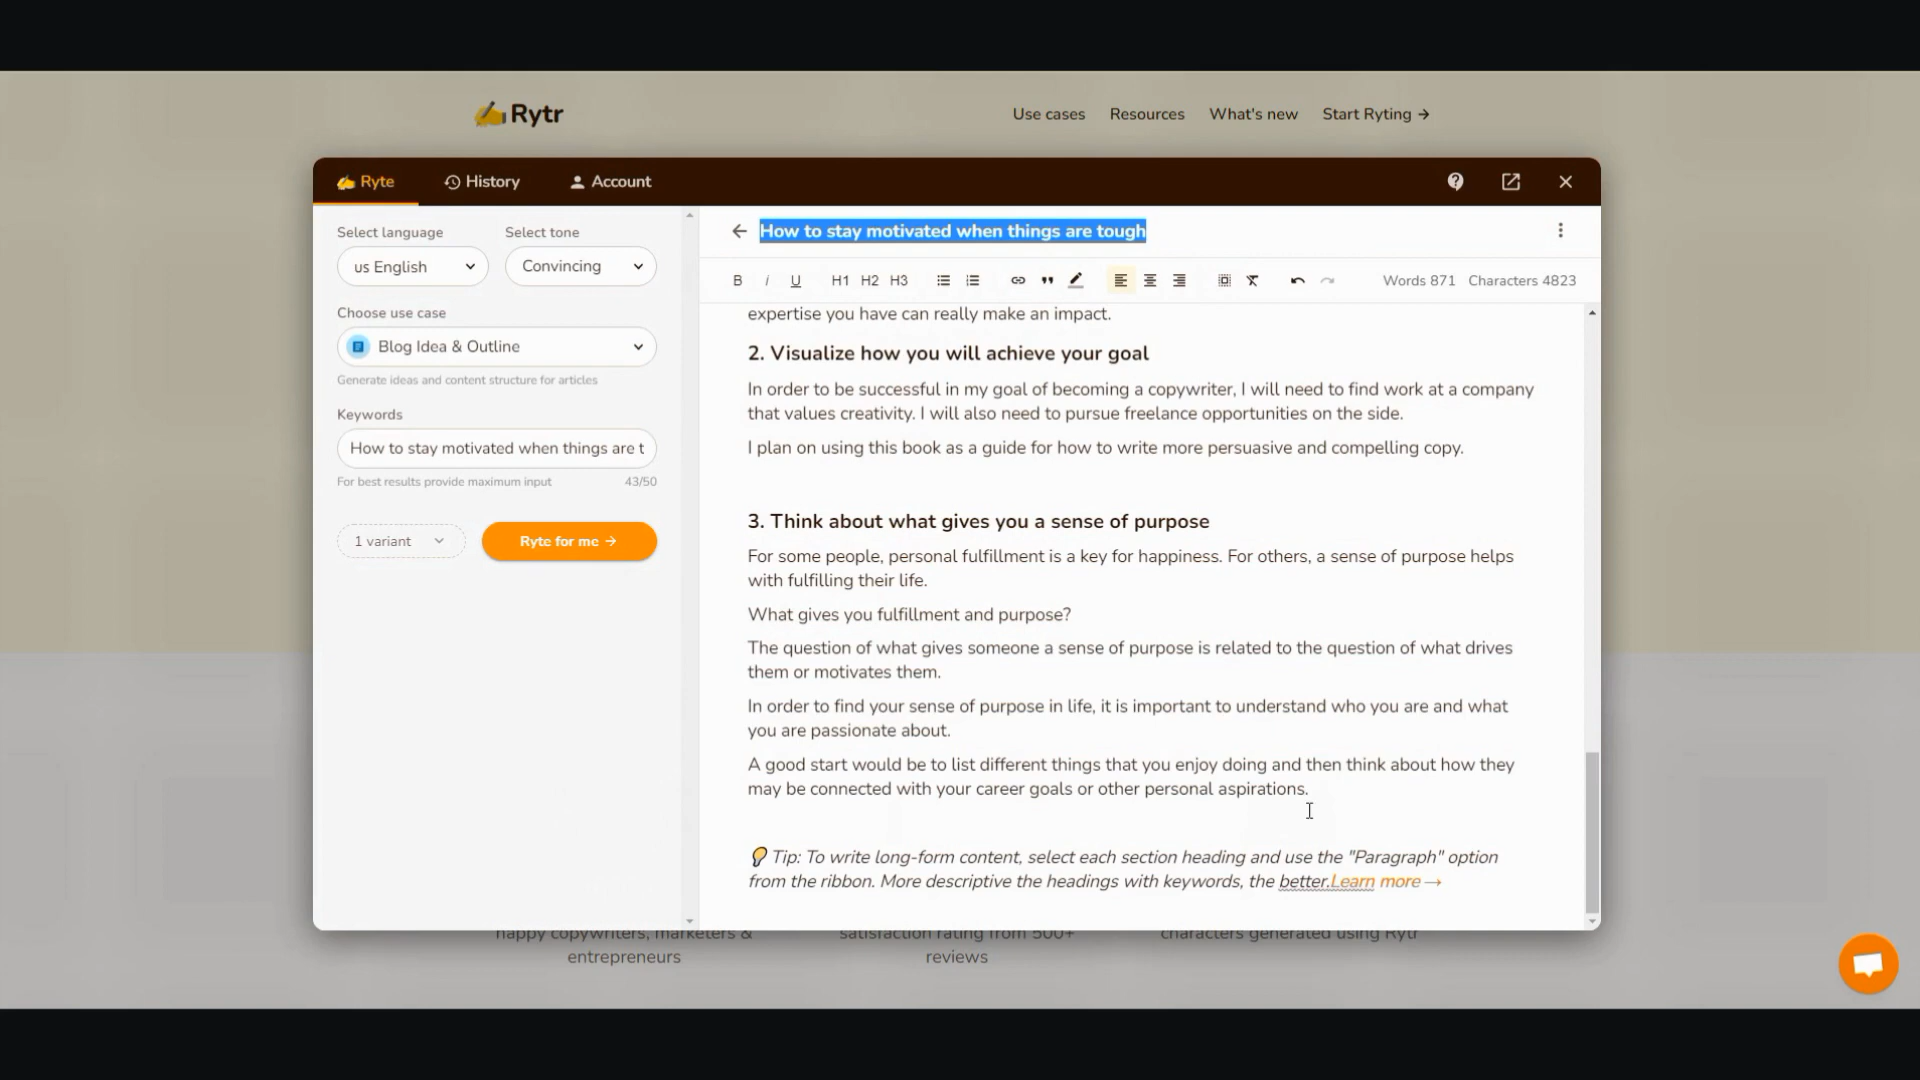 Rytr
Use cases
Resources
What's new
Start Ryting →
Ryte
History
Account
Select language
Select tone
us English
Convincing
Choose use case
Blog Idea & Outline
Generate ideas and content structure for articles
Keywords
How to stay motivated when things are t
For best results provide maximum input
43/50
1 variant
Ryte for me →
How to stay motivated when things are tough
B i U H1 H2 H3
Words 871 Characters 4823
expertise you have can really make an impact.
2. Visualize how you will achieve your goal
In order to be successful in my goal of becoming a copywriter, I will need to find work at a company
that values creativity. I will also need to pursue freelance opportunities on the side.
I plan on using this book as a guide for how to write more persuasive and compelling copy.
3. Think about what gives you a sense of purpose
For some people, personal fulfillment is a key for happiness. For others, a sense of purpose helps
with fulfilling their life.
What gives you fulfillment and purpose?
The question of what gives someone a sense of purpose is related to the question of what drives
them or motivates them.
In order to find your sense of purpose in life, it is important to understand who you are and what
you are passionate about.
A good start would be to list different things that you enjoy doing and then think about how they
may be connected with your career goals or other personal aspirations.
Tip: To write long-form content, select each section heading and use the "Paragraph" option
from the ribbon. More descriptive the headings with keywords, the better.Learn more →
happy copywriters, marketers &
entrepreneurs
satisfaction rating from 500+
reviews
characters generated using Rytr